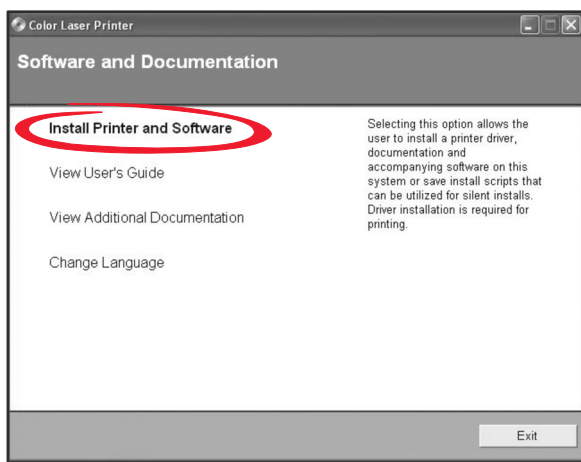 Color Laser Printer
Software and Documentation
Install Printer and Software
View User's Guide
View Additional Documentation
Change Language
Selecting this option allows the
user to install a printer driver,
documentation and
accompanying software on this
system or save install scripts that
can be utilized for silent installs.
Driver installation is required for
printing.
Exit